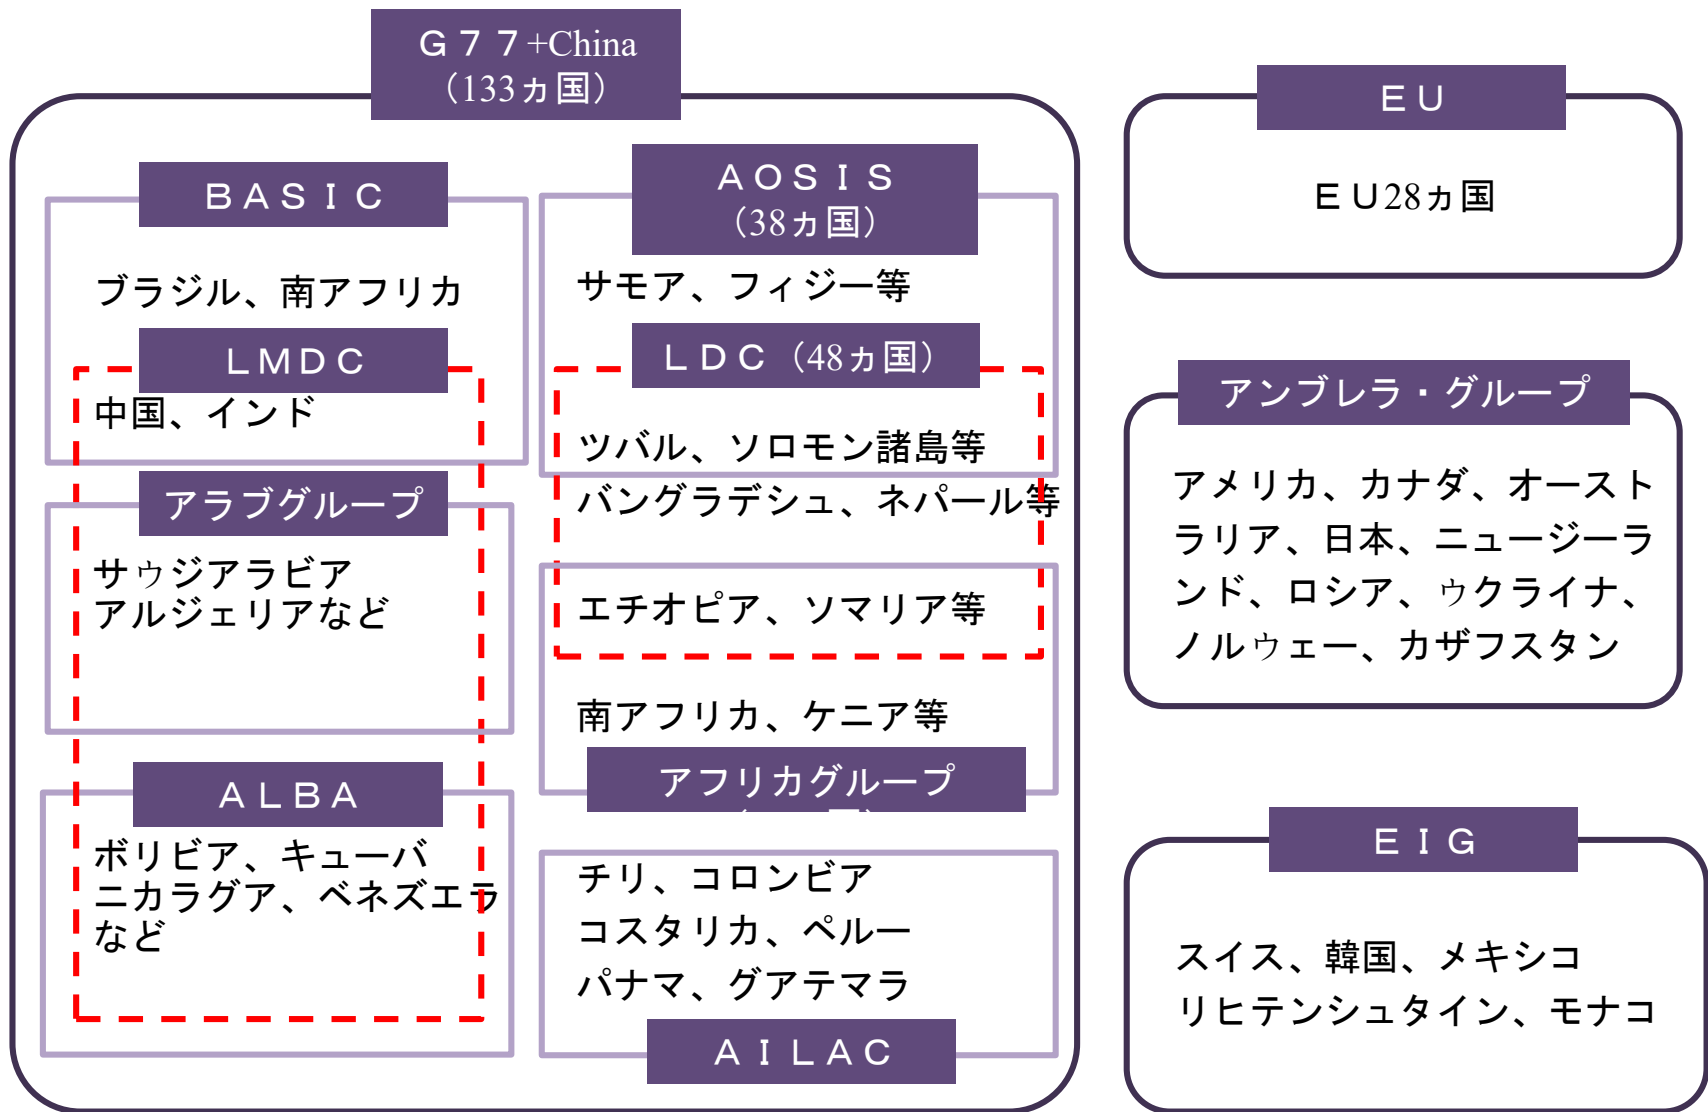 Ｇ７７+China
（133ヵ国）
ＢＡＳＩＣ
ブラジル、南アフリカ
ＬＭＤＣ
中国、インド
アラブグループ
サウジアラビア
アルジェリアなど
ＡＬＢＡ
ボリビア、キューバ
ニカラグア、ベネズエラ
など
ＡＯＳＩＳ
（38ヵ国）
サモア、フィジー等
ＬＤＣ（48ヵ国）
ツバル、ソロモン諸島等
バングラデシュ、ネパール等
エチオピア、ソマリア等
南アフリカ、ケニア等
アフリカグループ
チリ、コロンビア
コスタリカ、ペルー
パナマ、グアテマラ
ＡＩＬＡＣ
ＥＵ
ＥＵ28ヵ国
アンブレラ・グループ
アメリカ、カナダ、オースト
ラリア、日本、ニュージーラ
ンド、ロシア、ウクライナ、
ノルウェー、カザフスタン
ＥＩＧ
スイス、韓国、メキシコ
リヒテンシュタイン、モナコ